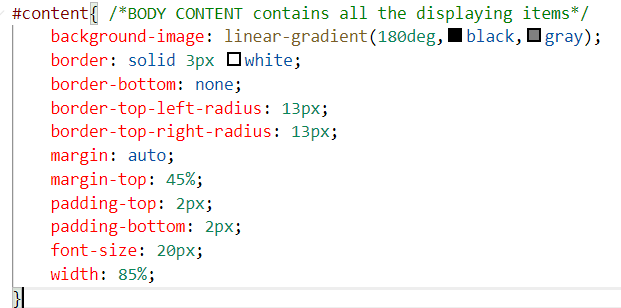 #content{ /*BODY CONTENT contains all the displaying items*/
background-image: linear-gradient(180deg,black,gray);
border: solid 3px white;
border-bottom: none;
border-top-left-radius: 13px;
border-top-right-radius: 13px;
margin: auto;
margin-top: 45%;
padding-top: 2px;
padding-bottom: 2px;
font-size: 20px;
width: 85%;
}